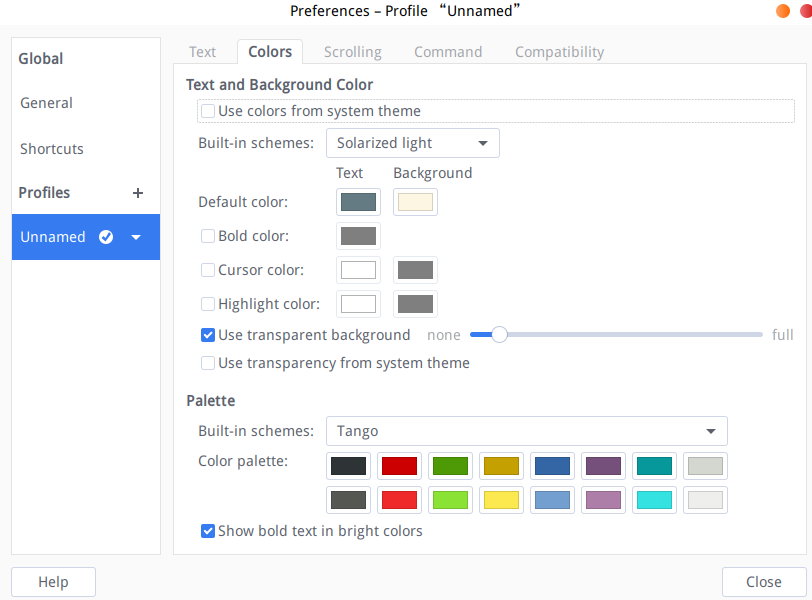 Preferences – Profile “Unnamed”
Global
General
Shortcuts
Profiles
Unnamed
Text Colors Scrolling Command Compatibility
Text and Background Color
Use colors from system theme
Built-in schemes: Solarized light
Text Background
Default color:
Bold color:
Cursor color:
Highlight color:
Use transparent background none full
Use transparency from system theme
Palette
Built-in schemes: Tango
Color palette:
Show bold text in bright colors
Help Close